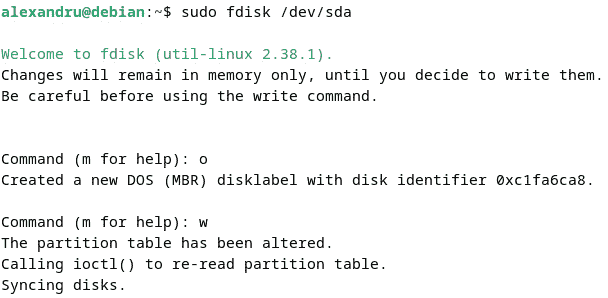 alexandru@debian:~$ sudo fdisk /dev/sda
Welcome to fdisk (util-linux 2.38.1).
Changes will remain in memory only, until you decide to write them.
Be careful before using the write command.
Command (m for help): o
Created a new DOS (MBR) disklabel with disk identifier 0xc1fa6ca8.
Command (m for help): w
The partition table has been altered.
Calling ioctl() to re-read partition table.
Syncing disks.